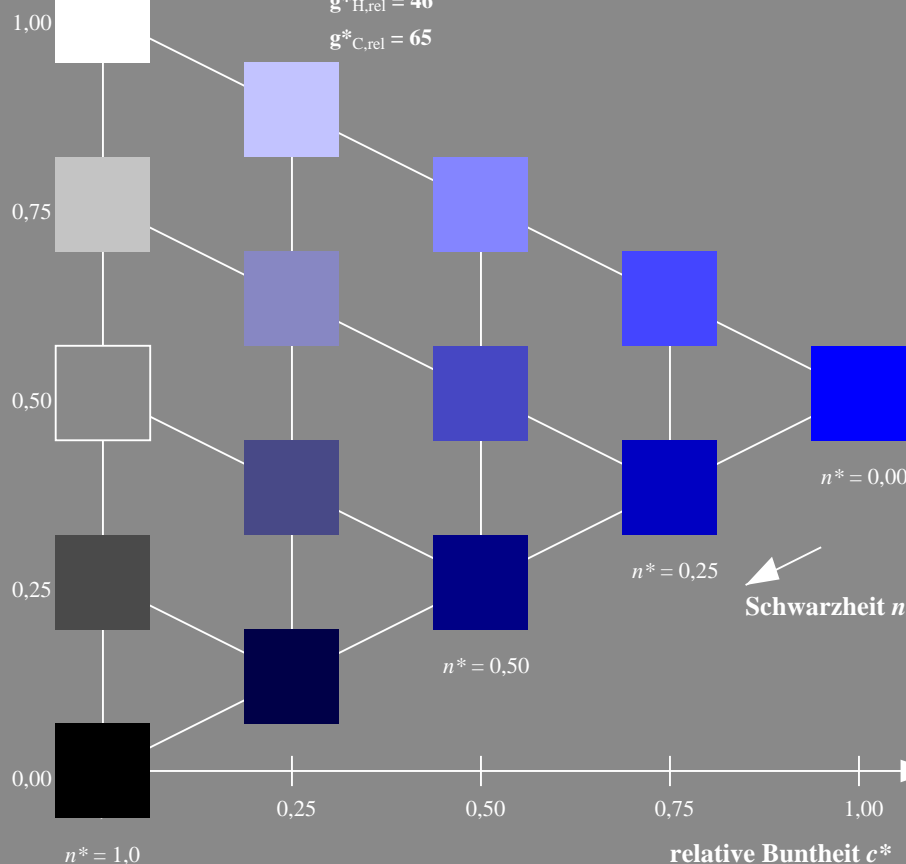 g*H,rel = 46
1,00
g*C,rel = 65
0,75
0,50
n* = 0,00
n* = 0,25
0,25
Schwarzheit n
n* = 0,50
0,00
0,25
0,50
0,75
1,00
n* = 1,0
relative Buntheit c*